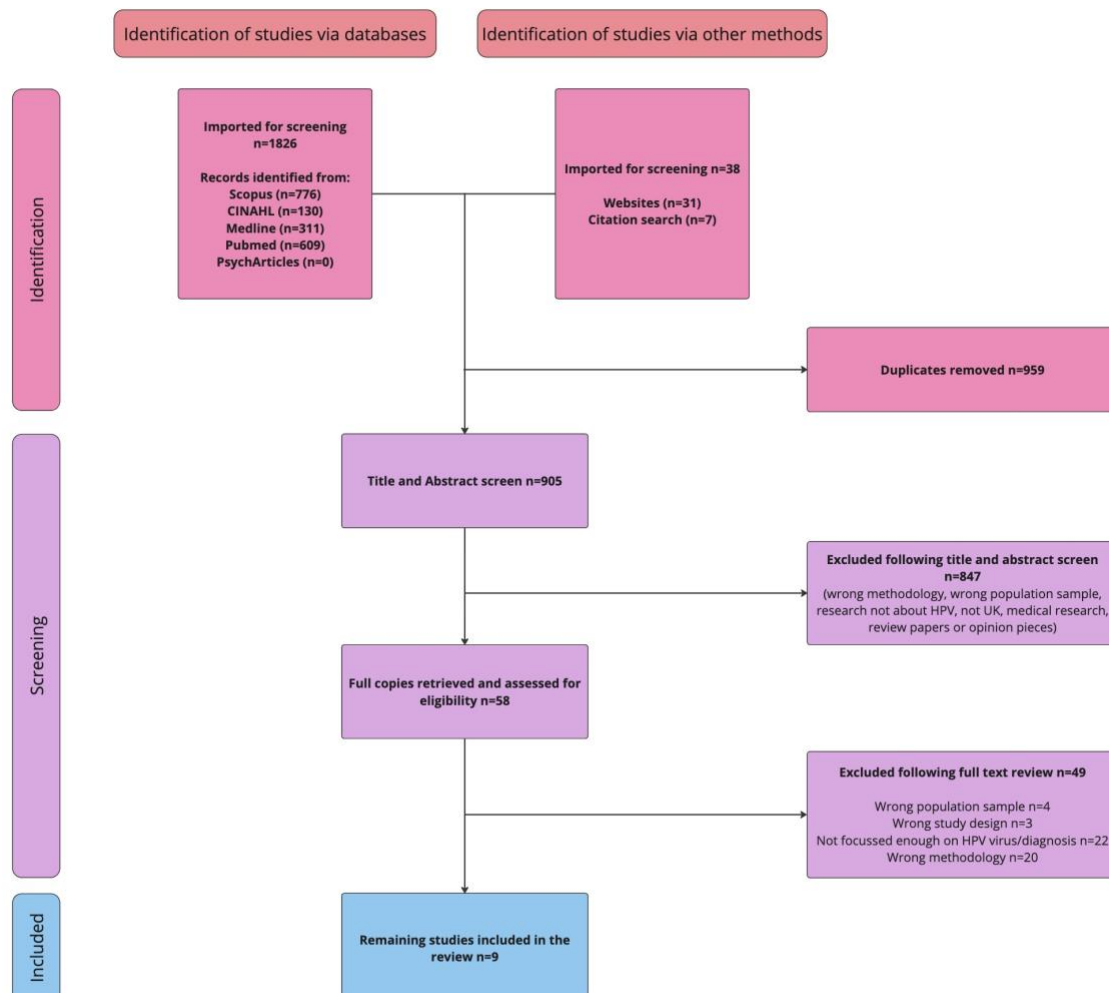 Identification of studies via databases
Identification of studies via other methods
Identification
Imported for screening
n=1826
Records identified from:
Scopus (n=776)
CINAHL (n=130)
Medline (n=311)
Pubmed (n=609)
PsychArticles (n=0)
Imported for screening n=38
Websites (n=31)
Citation search (n=7)
Duplicates removed n=959
Screening
Title and Abstract screen n=905
Excluded following title and abstract screen
n=847
(wrong methodology, wrong population sample,
research not about HPV, not UK, medical research,
review papers or opinion pieces)
Full copies retrieved and assessed for
eligibility n=58
Excluded following full text review n=49
Wrong population sample n=4
Wrong study design n=3
Not focussed enough on HPV virus/diagnosis n=22
Wrong methodology n=20
Included
Remaining studies included in the
review n=9